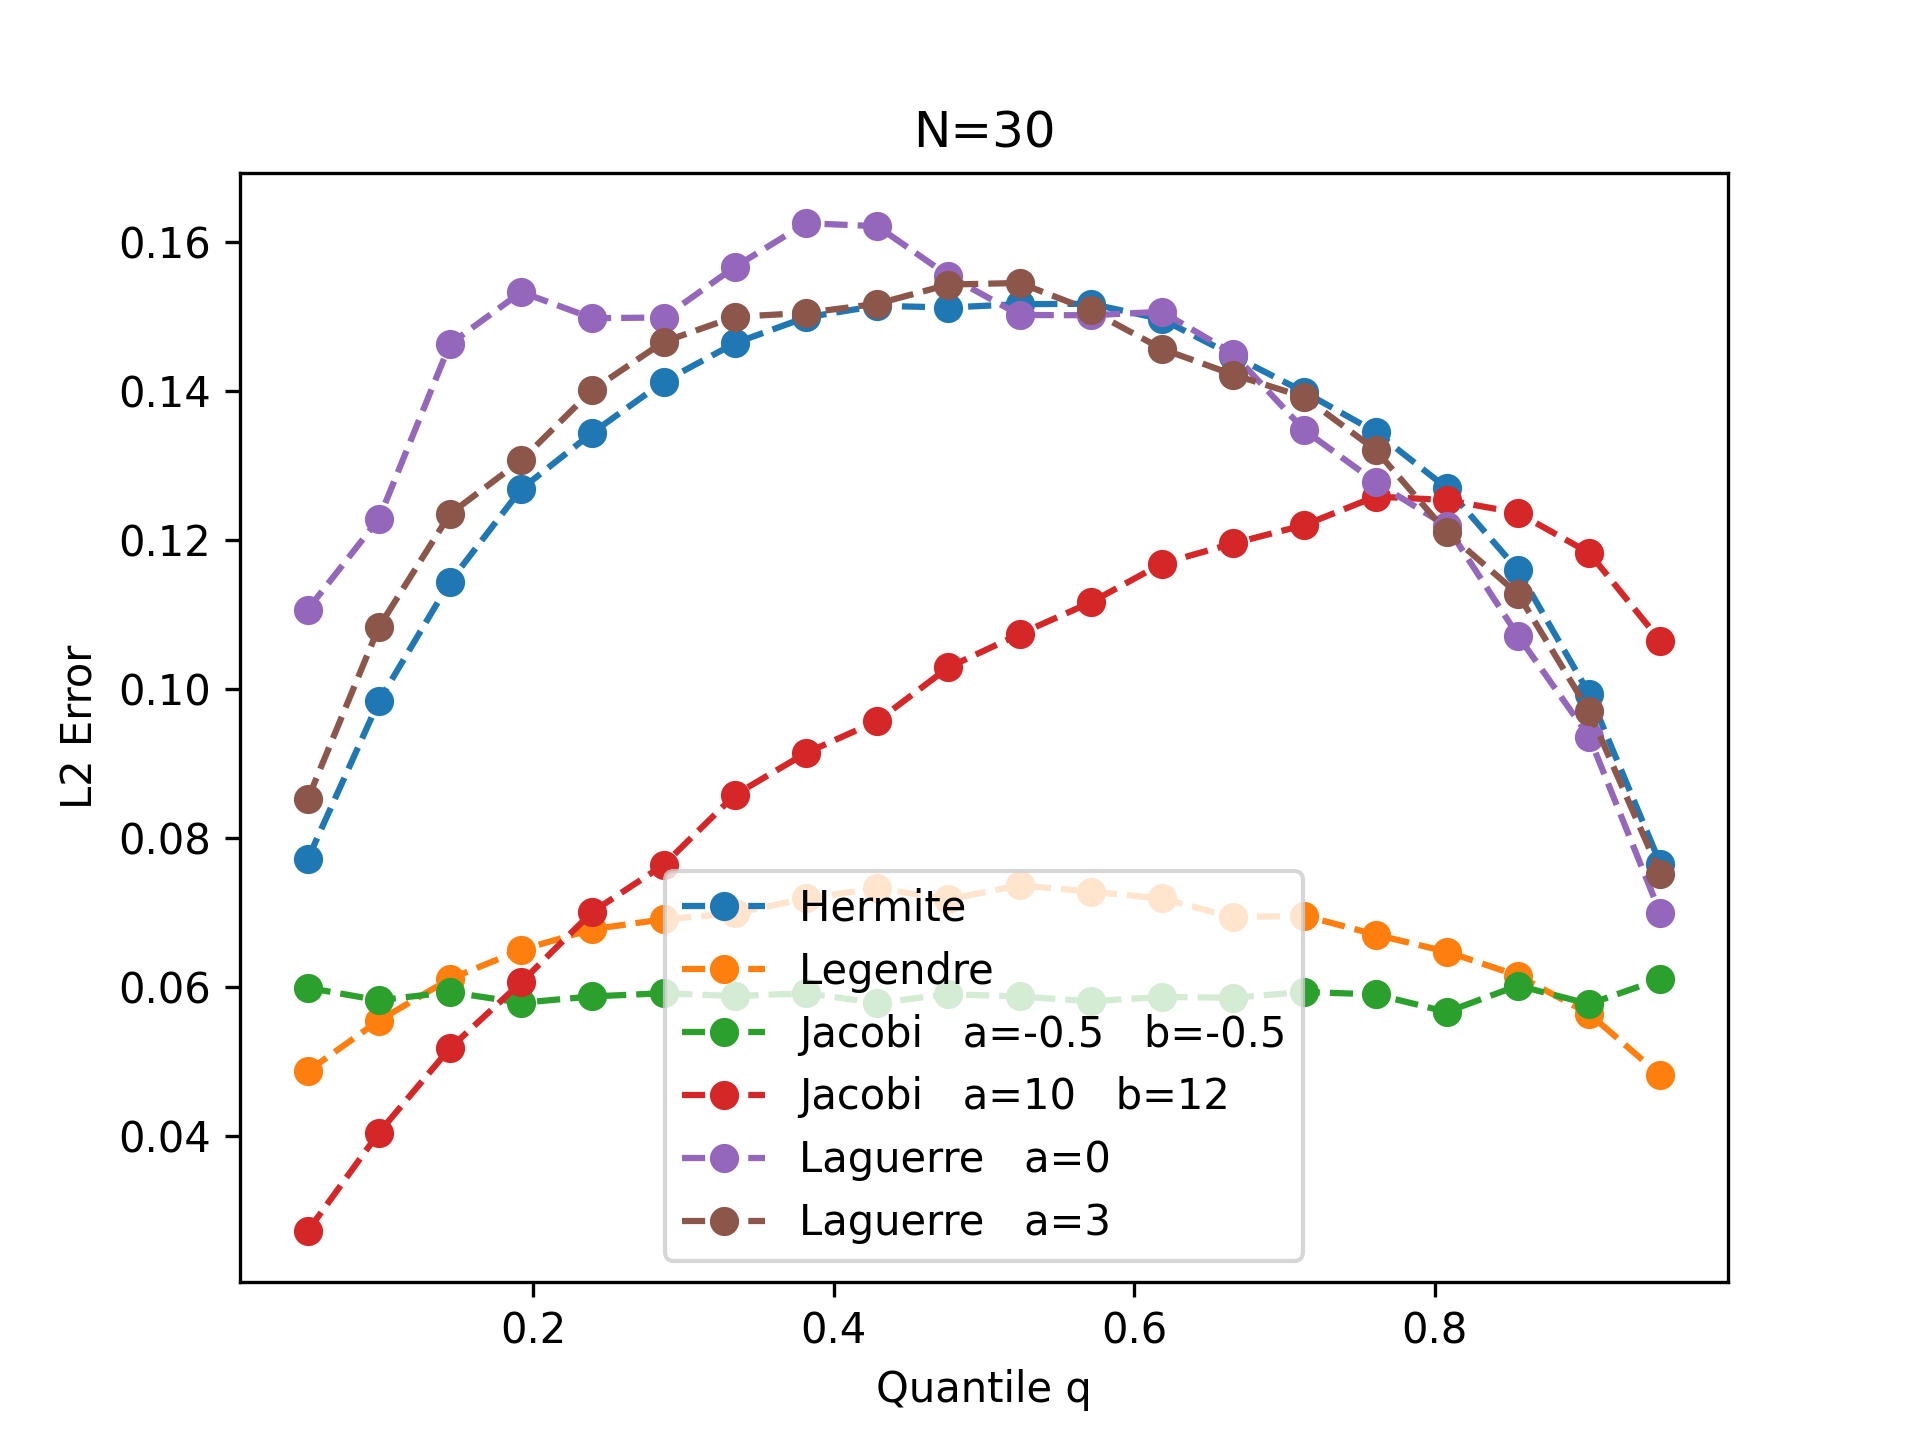 N=30
L2 Error
0.16
0.14
0.12
0.10
0.08
0.06
0.04
Hermite
Legendre
Jacobi   a=-0.5   b=-0.5
Jacobi   a=10   b=12
Laguerre   a=0
Laguerre   a=3
0.2 0.4 0.6 0.8
Quantile q